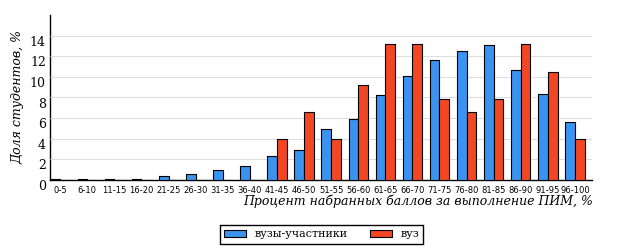 Доля студентов, %
14
12
10
8
6
4
2
0
0-5 6-10 11-15 16-20 21-25 26-30 31-35 36-40 41-45 46-50 51-55 56-60 61-65 66-70 71-75 76-80 81-85 86-90 91-95 96-100
Процент набранных баллов за выполнение ПИМ, %
вузы-участники вуз